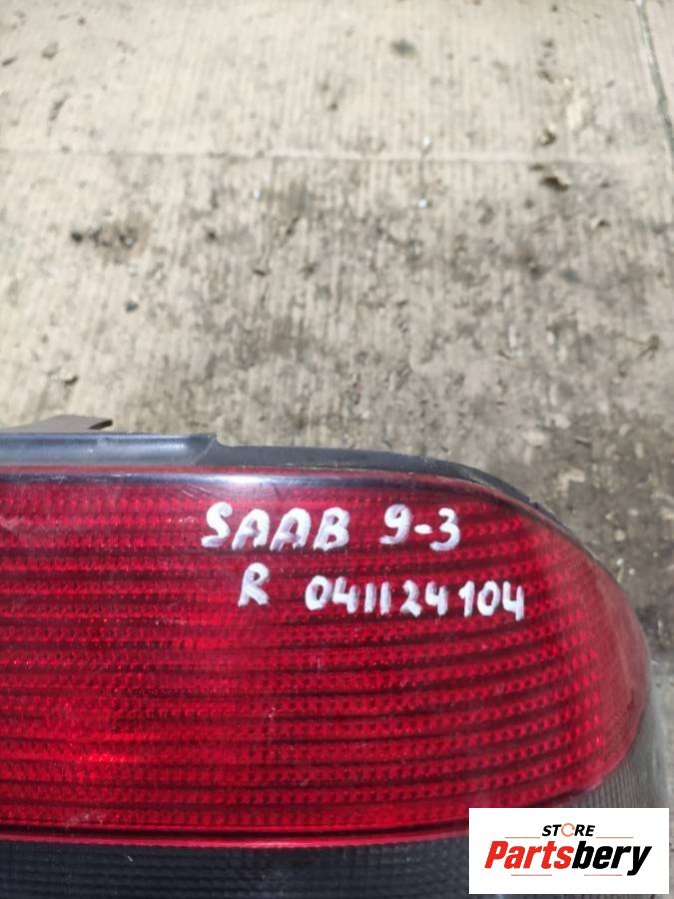 SAAB 9-3
R 041124104
STORE
Partsbery